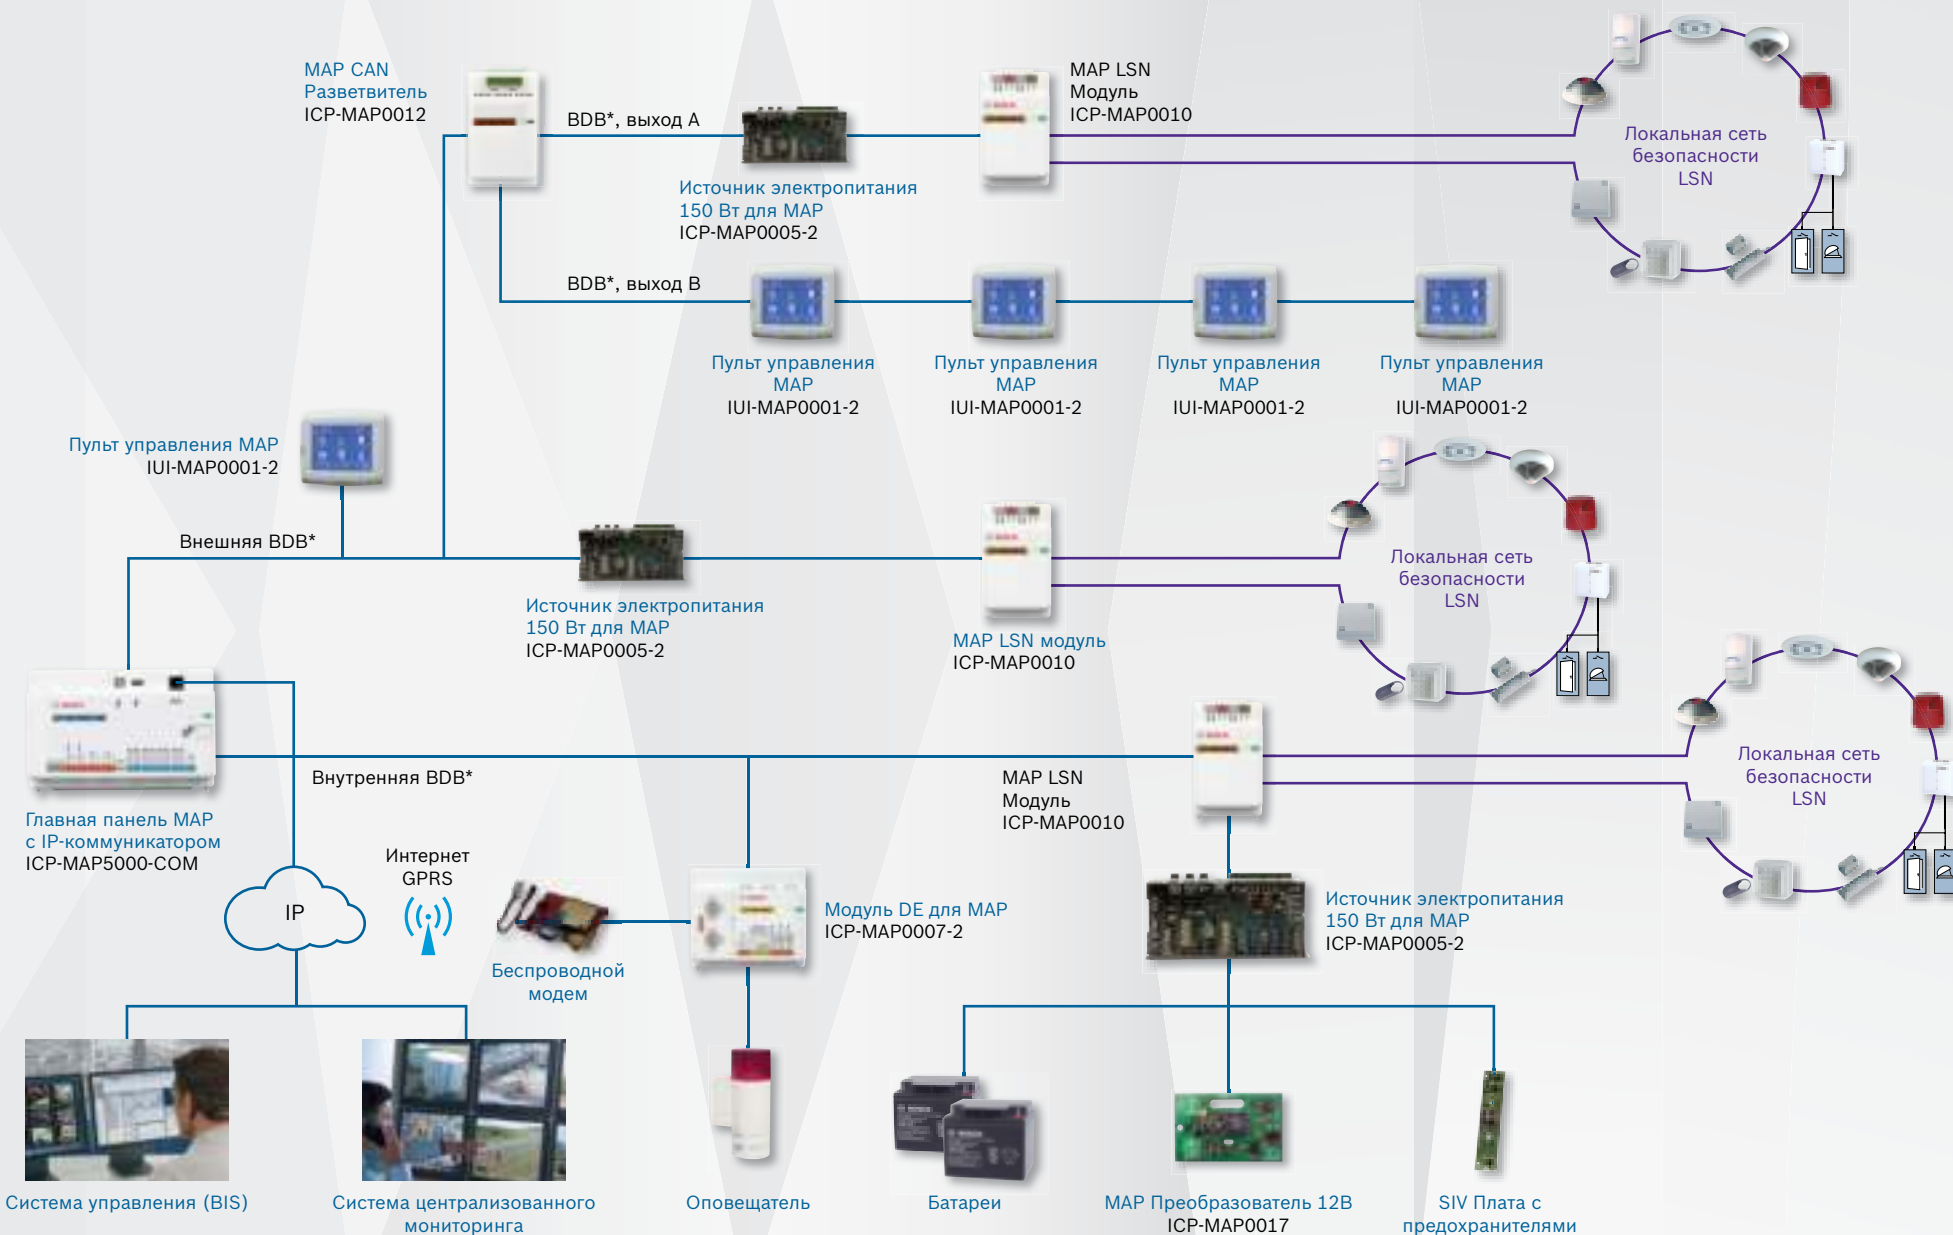 MAP CAN
Разветвитель
ICP-MAP0012
BDB*, выход A
Источник электропитания
150 Вт для MAP
ICP-MAP0005-2
MAP LSN
Модуль
ICP-MAP0010
Локальная сеть
безопасности
LSN
BDB*, выход B
Пульт управления
MAP
IUI-MAP0001-2
Пульт управления
MAP
IUI-MAP0001-2
Пульт управления
MAP
IUI-MAP0001-2
Пульт управления
MAP
IUI-MAP0001-2
Пульт управления MAP
IUI-MAP0001-2
Внешняя BDB*
Источник электропитания
150 Вт для MAP
ICP-MAP0005-2
MAP LSN модуль
ICP-MAP0010
Локальная сеть
безопасности
LSN
Главная панель MAP
с IP-коммуникатором
ICP-MAP5000-COM
Внутренняя BDB*
MAP LSN
Модуль
ICP-MAP0010
Локальная сеть
безопасности
LSN
IP
Интернет
GPRS
Беспроводной
модем
Модуль DE для MAP
ICP-MAP0007-2
Источник электропитания
150 Вт для MAP
ICP-MAP0005-2
Система управления (BIS)
Система централизованного
мониторинга
Оповещатель
Батареи
MAP Преобразователь 12В
ICP-MAP0017
SIV Плата с
предохранителями